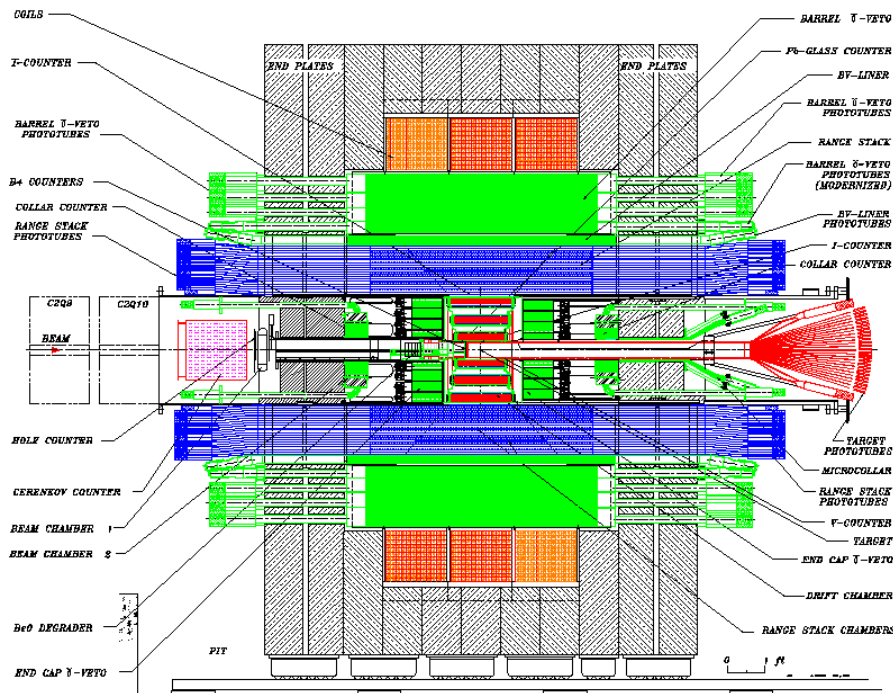 COILS
T-COUNTER
BARREL γ̄-VETO
PHOTOTUBES
B4 COUNTERS
COLLAR COUNTER
RANGE STACK
PHOTOTUBES
C2Q9
C2Q10
BEAM
HOLE COUNTER
CERENKOV COUNTER
BEAM CHAMBER 1
BEAM CHAMBER 2
BeO DEGRADER
END CAP γ̄-VETO
END PLATES
END PLATES
BARREL γ̄-VETO
Pb-GLASS COUNTER
BV-LINER
BARREL γ̄-VETO
PHOTOTUBES
RANGE STACK
BARREL γ̄-VETO
PHOTOTUBES
(MODERNIZED)
BV-LINER
PHOTOTUBES
I-COUNTER
COLLAR COUNTER
TARGET
PHOTOTUBES
MICROCOLLAR
RANGE STACK
PHOTOTUBES
V-COUNTER
TARGET
END CAP γ̄-VETO
DRIFT CHAMBER
RANGE STACK CHAMBERS
PIT
0 1 ft